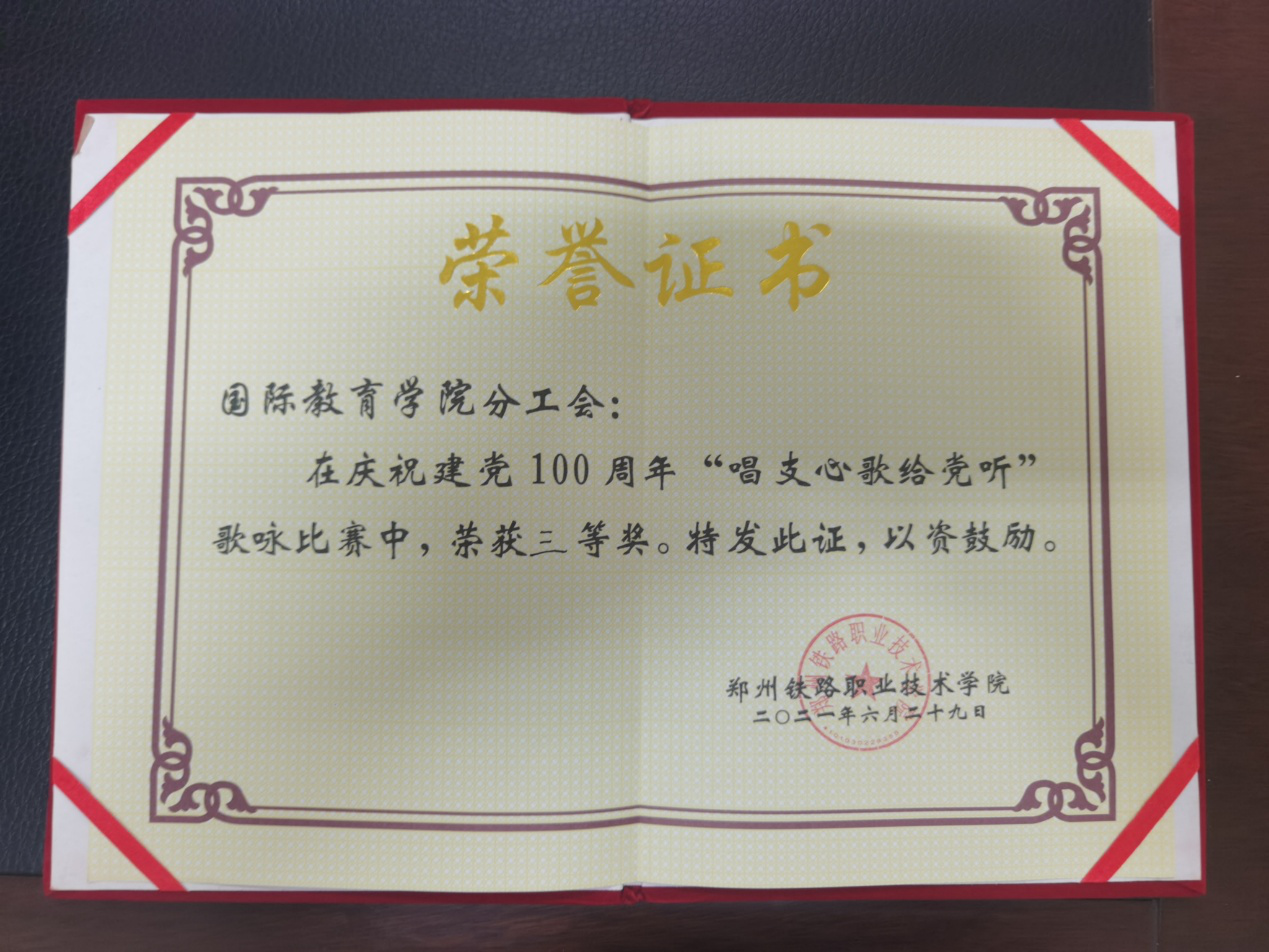 荣誉证书
国际教育学院分工会：
在庆祝建党100周年“唱支心歌给党听”
歌咏比赛中，荣获三等奖。特发此证，以资鼓励。
郑州铁路职业技术学院
二〇二一年六月二十九日